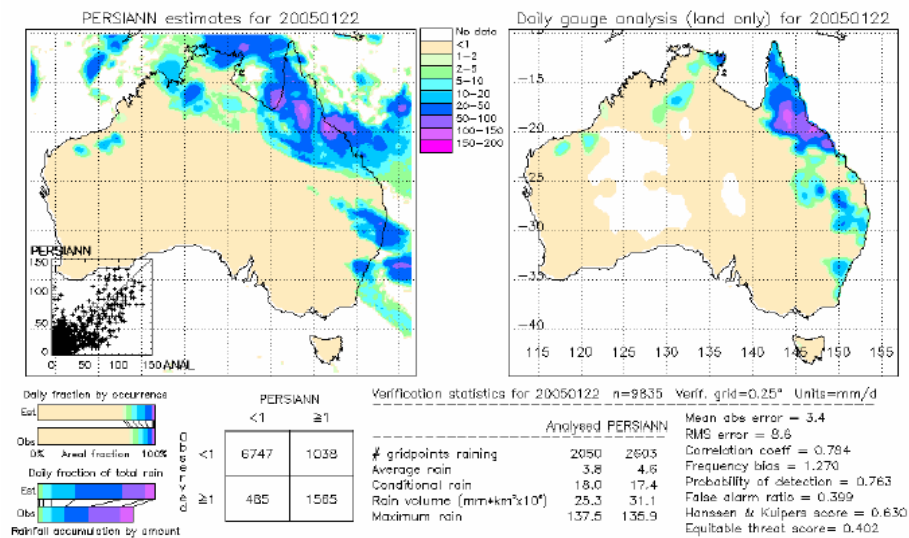 PERSIANN estimates for 20050122
Daily gauge analysis (land only) for 20050122
No data
<1
1-2
2-5
5-10
10-20
20-50
50-100
100-150
150-200
-15
-20
-25
-30
-35
-40
115 120 125 130 135 140 145 150 155
PERSIANN
150
100
50
0
0 50 100 150
ANAL
Daily fraction by occurrence
Est
Obs
0% Areal fraction 100%
Daily fraction of total rain
Est
Obs
Rainfall accumulation by amount
PERSIANN
<1 ≥1
Observed
<1 6747 1038
≥1 485 1565
Verification statistics for 20050122 n=9835 Verif. grid=0.25° Units=mm/d
Analysed PERSIANN
# gridpoints raining 2050 2603
Average rain 3.8 4.6
Conditional rain 18.0 17.4
Rain volume (mm*km²x10⁶) 25.3 31.1
Maximum rain 137.5 135.9
Mean abs error = 3.4
RMS error = 8.6
Correlation coeff = 0.784
Frequency bias = 1.270
Probability of detection = 0.763
False alarm ratio = 0.399
Hanssen & Kuipers score = 0.630
Equitable threat score= 0.402